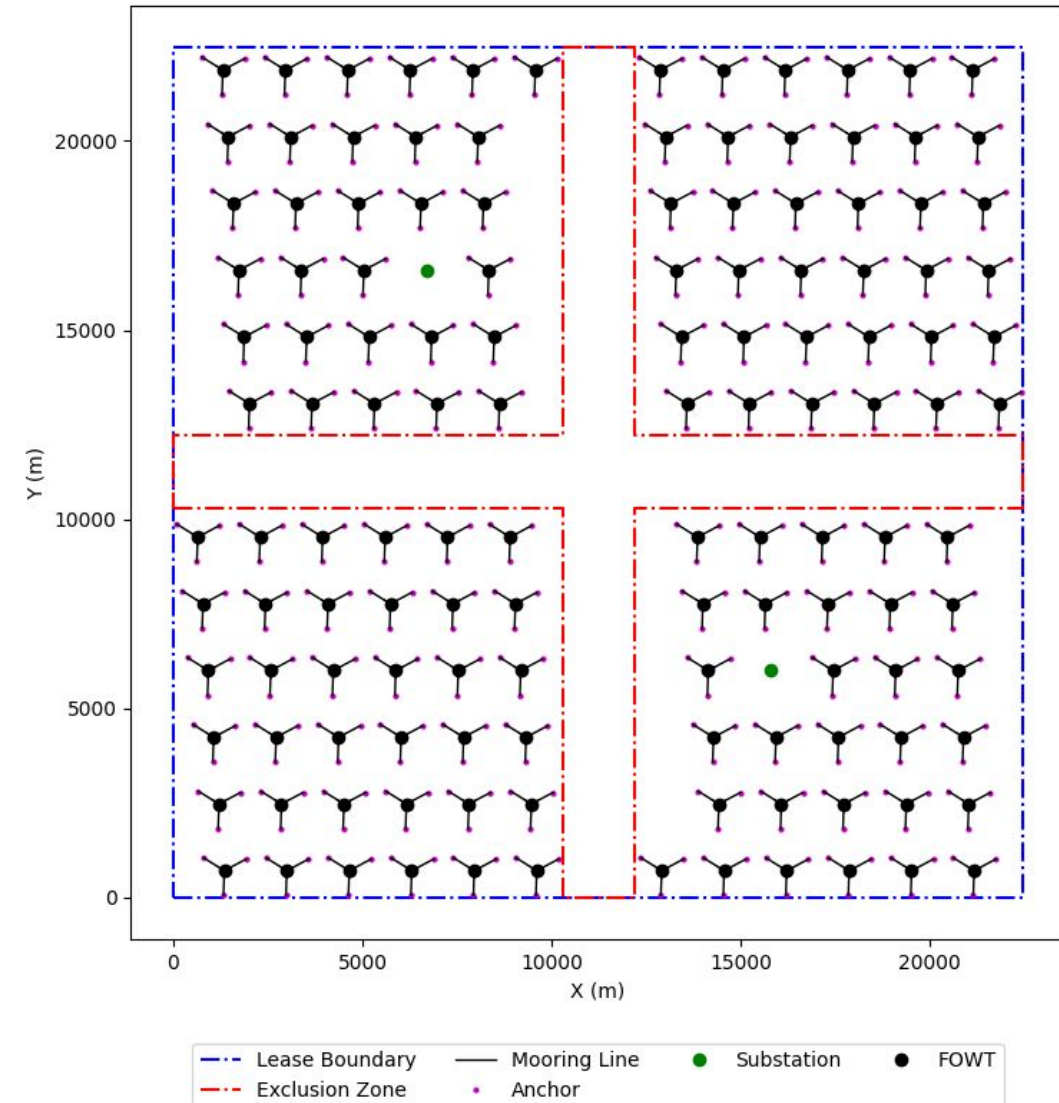 20000
15000
10000
5000
0
Y (m)
0 5000 10000 15000 20000
X (m)
Lease Boundary Mooring Line Substation FOWT
Exclusion Zone Anchor